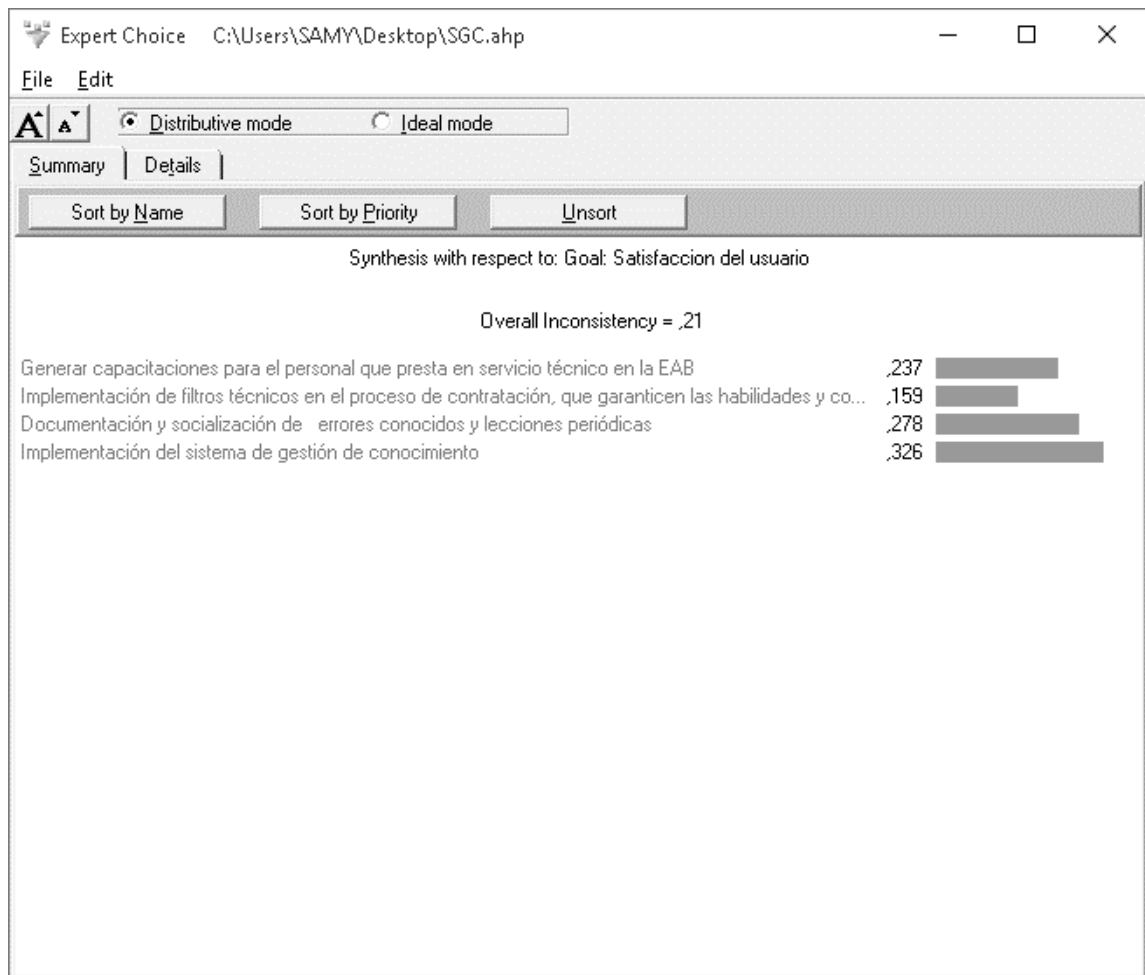 Expert Choice C:\Users\SAMY\Desktop\SGC.ahp
File Edit
A A Distributive mode Ideal mode
Summary Details
Sort by Name Sort by Priority Unsort
Synthesis with respect to: Goal: Satisfaccion del usuario
Overall Inconsistency = ,21
Generar capacitaciones para el personal que presta en servicio técnico en la EAB ,237
Implementación de filtros técnicos en el proceso de contratación, que garanticen las habilidades y co... ,159
Documentación y socialización de errores conocidos y lecciones periódicas ,278
Implementación del sistema de gestión de conocimiento ,326